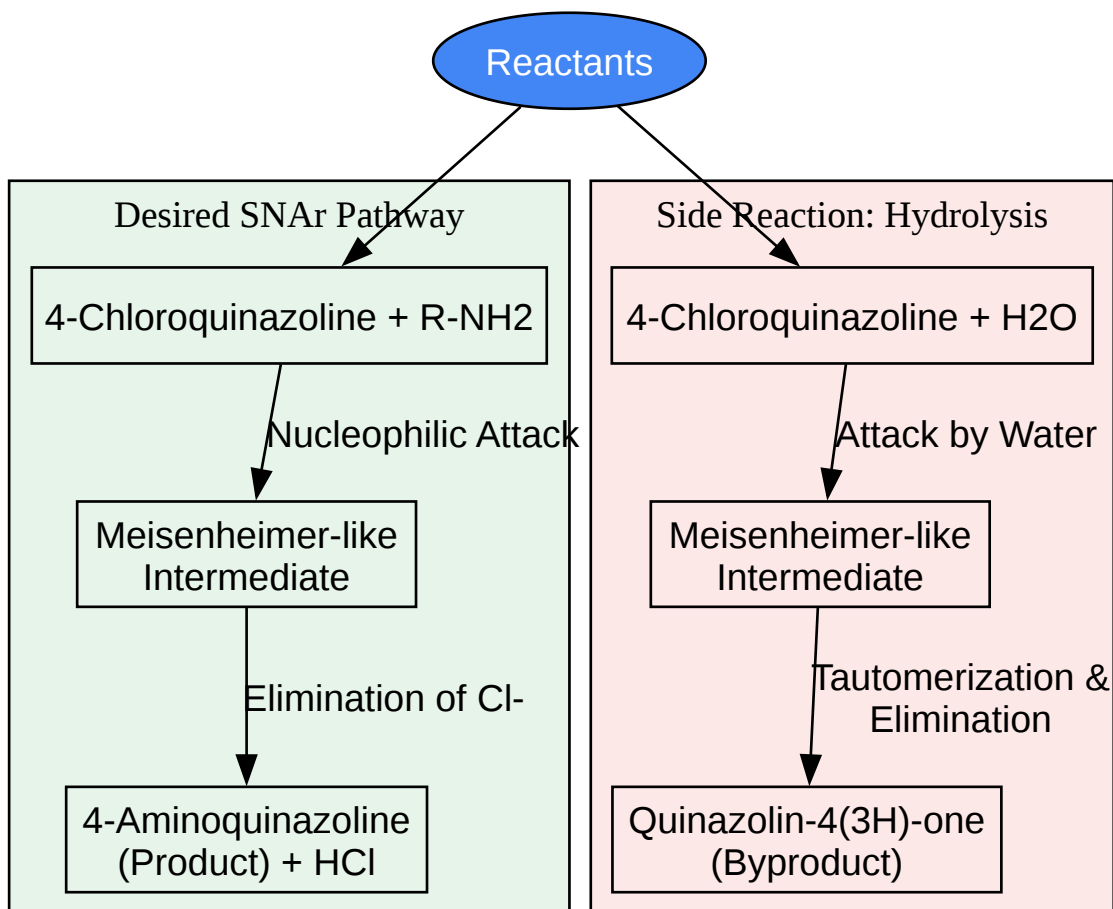 Reactants
Desired SNAr Pathway
4-Chloroquinazoline + R-NH2
Nucleophilic Attack
Meisenheimer-like
Intermediate
Elimination of Cl-
4-Aminoquinazoline
(Product) + HCl
Side Reaction: Hydrolysis
4-Chloroquinazoline + H2O
Attack by Water
Meisenheimer-like
Intermediate
Tautomerization &
Elimination
Quinazolin-4(3H)-one
(Byproduct)